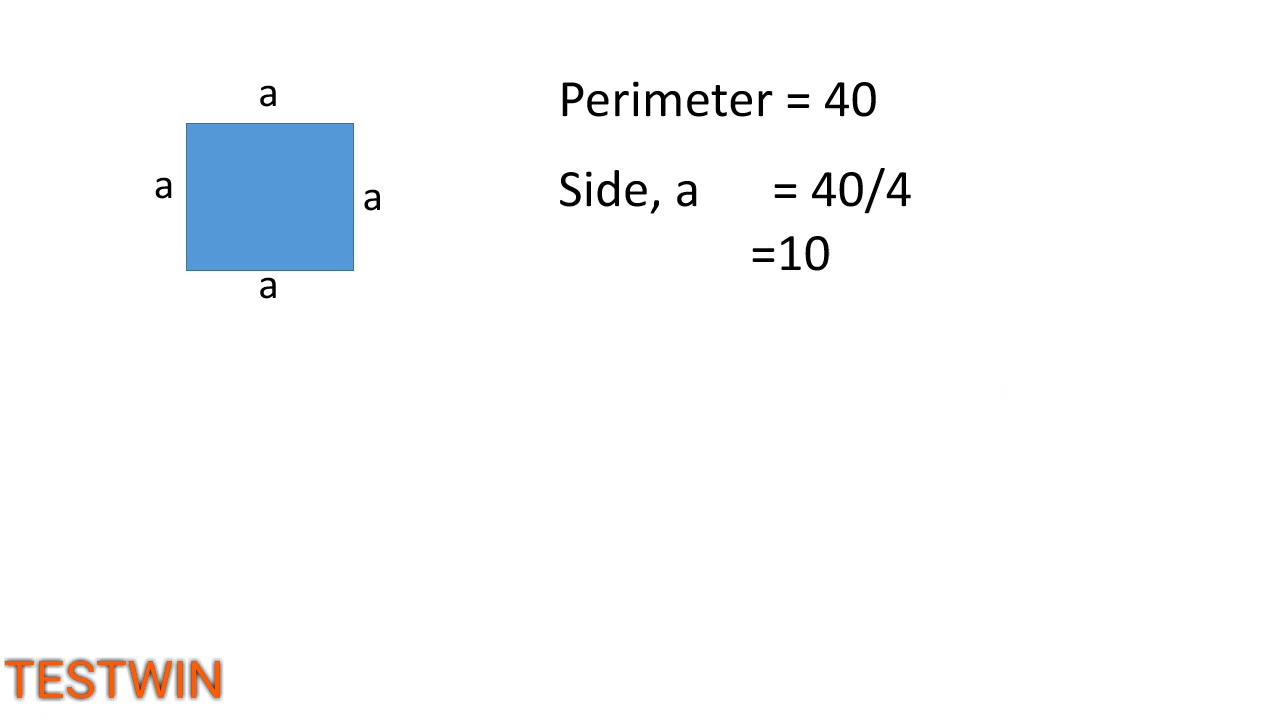 a
a
a
a
Perimeter = 40
Side, a = 40/4
=10
TESTWIN